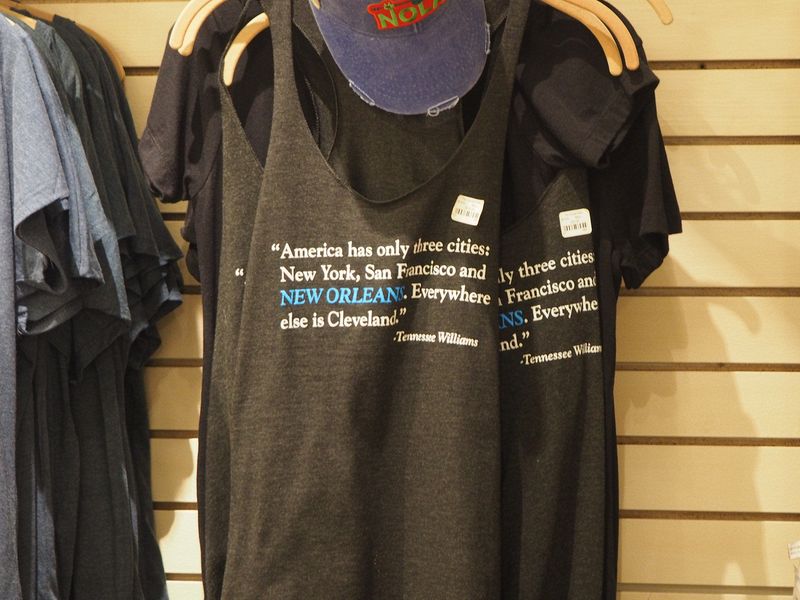 NOLA
“America has only three cities:
New York, San Francisco and
NEW ORLEANS. Everywhere
else is Cleveland.”
-Tennessee Williams
“
ly three cities:
Francisco and
NS. Everywhe
nd.”
-Tennessee Williams